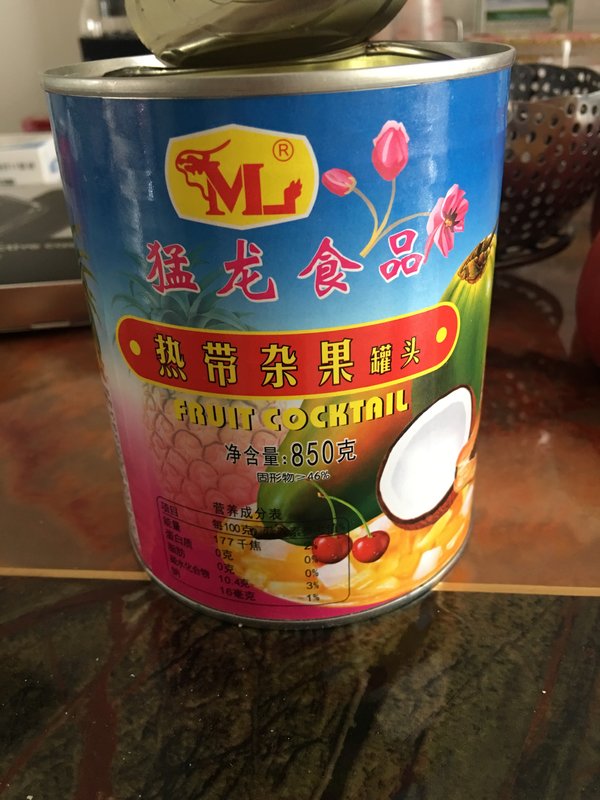 ML®
猛龙食品
热带杂果罐头
FRUIT COCKTAIL
净含量:850克
固形物≥46%
营养成分表
项目 每100克
能量 177千焦 2%
蛋白质 0克 0%
脂肪 0克 0%
碳水化合物 10.4克 3%
钠 16毫克 1%